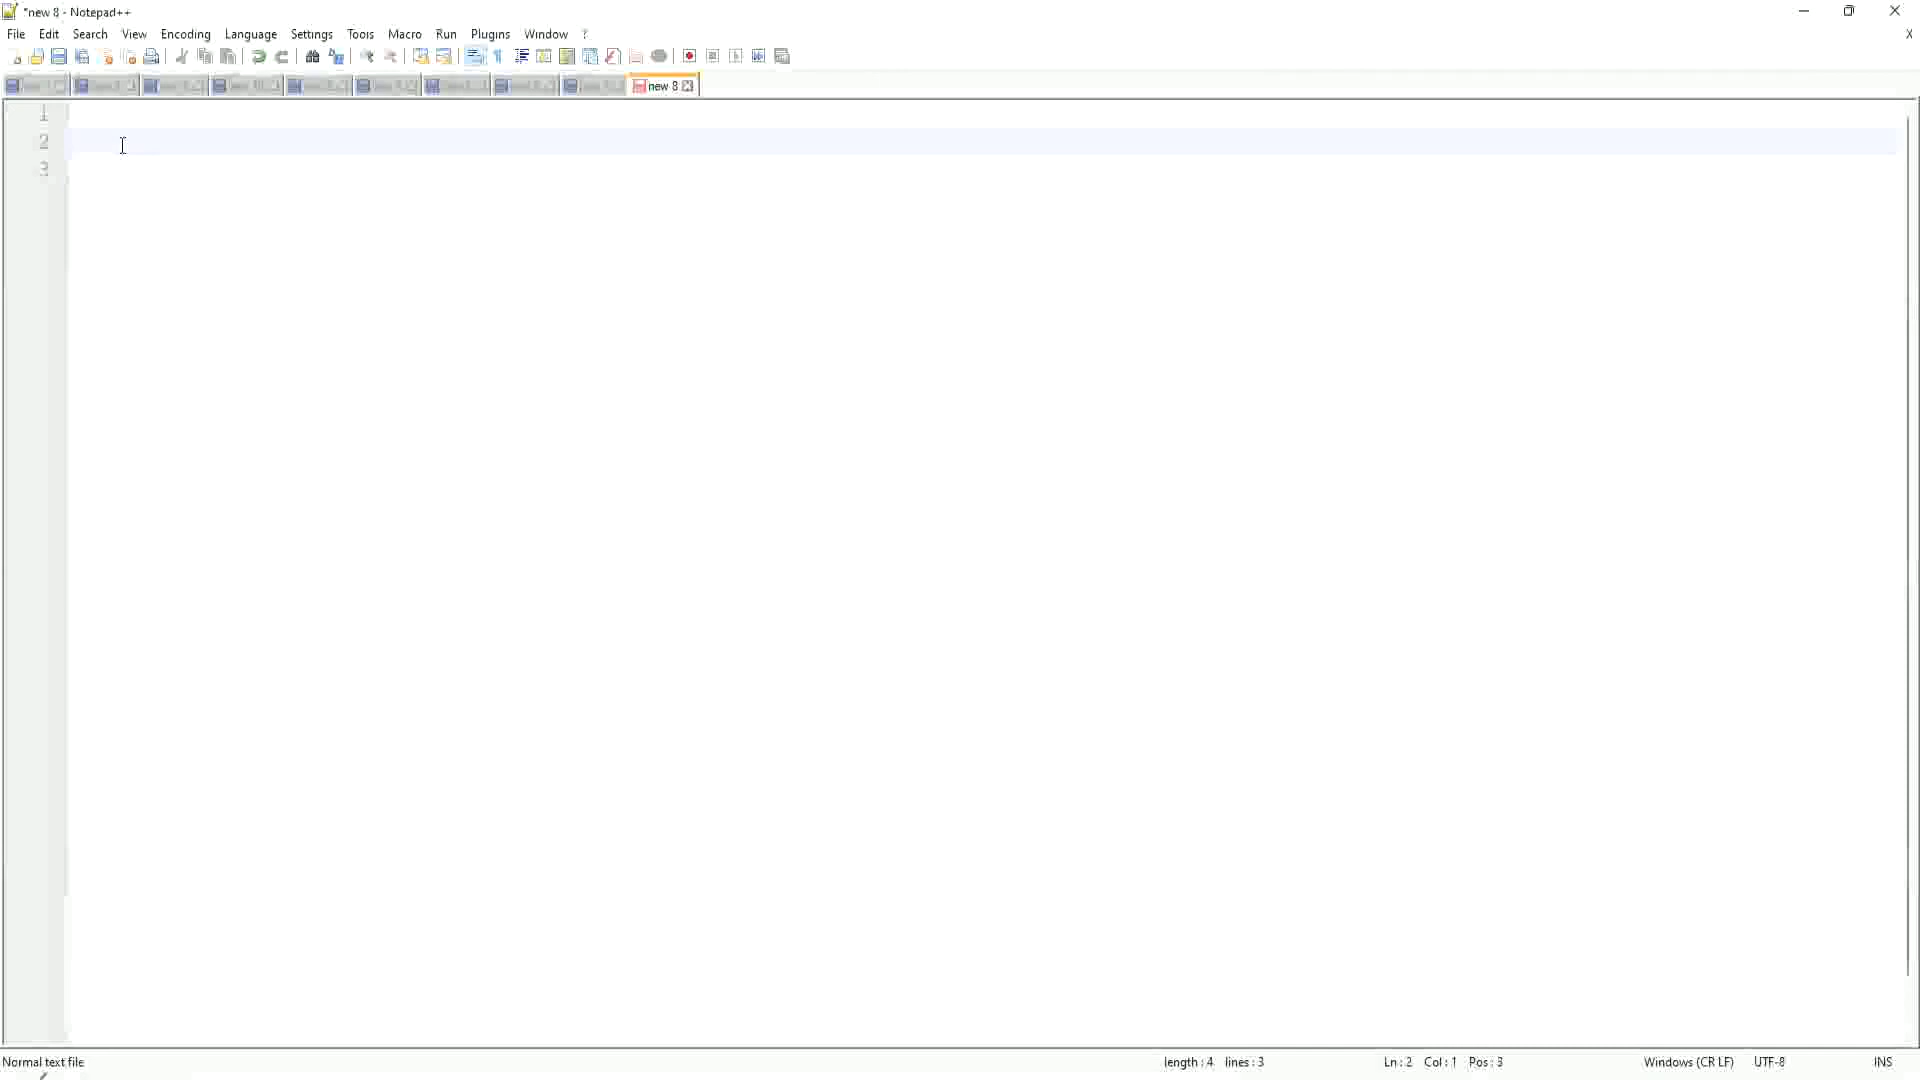 *new 8 - Notepad++
File Edit Search View Encoding Language Settings Tools Macro Run Plugins Window ? X
new 8
1
2
3
Normal text file length : 4 lines : 3 Ln : 2 Col : 1 Pos : 3 Windows (CR LF) UTF-8 INS